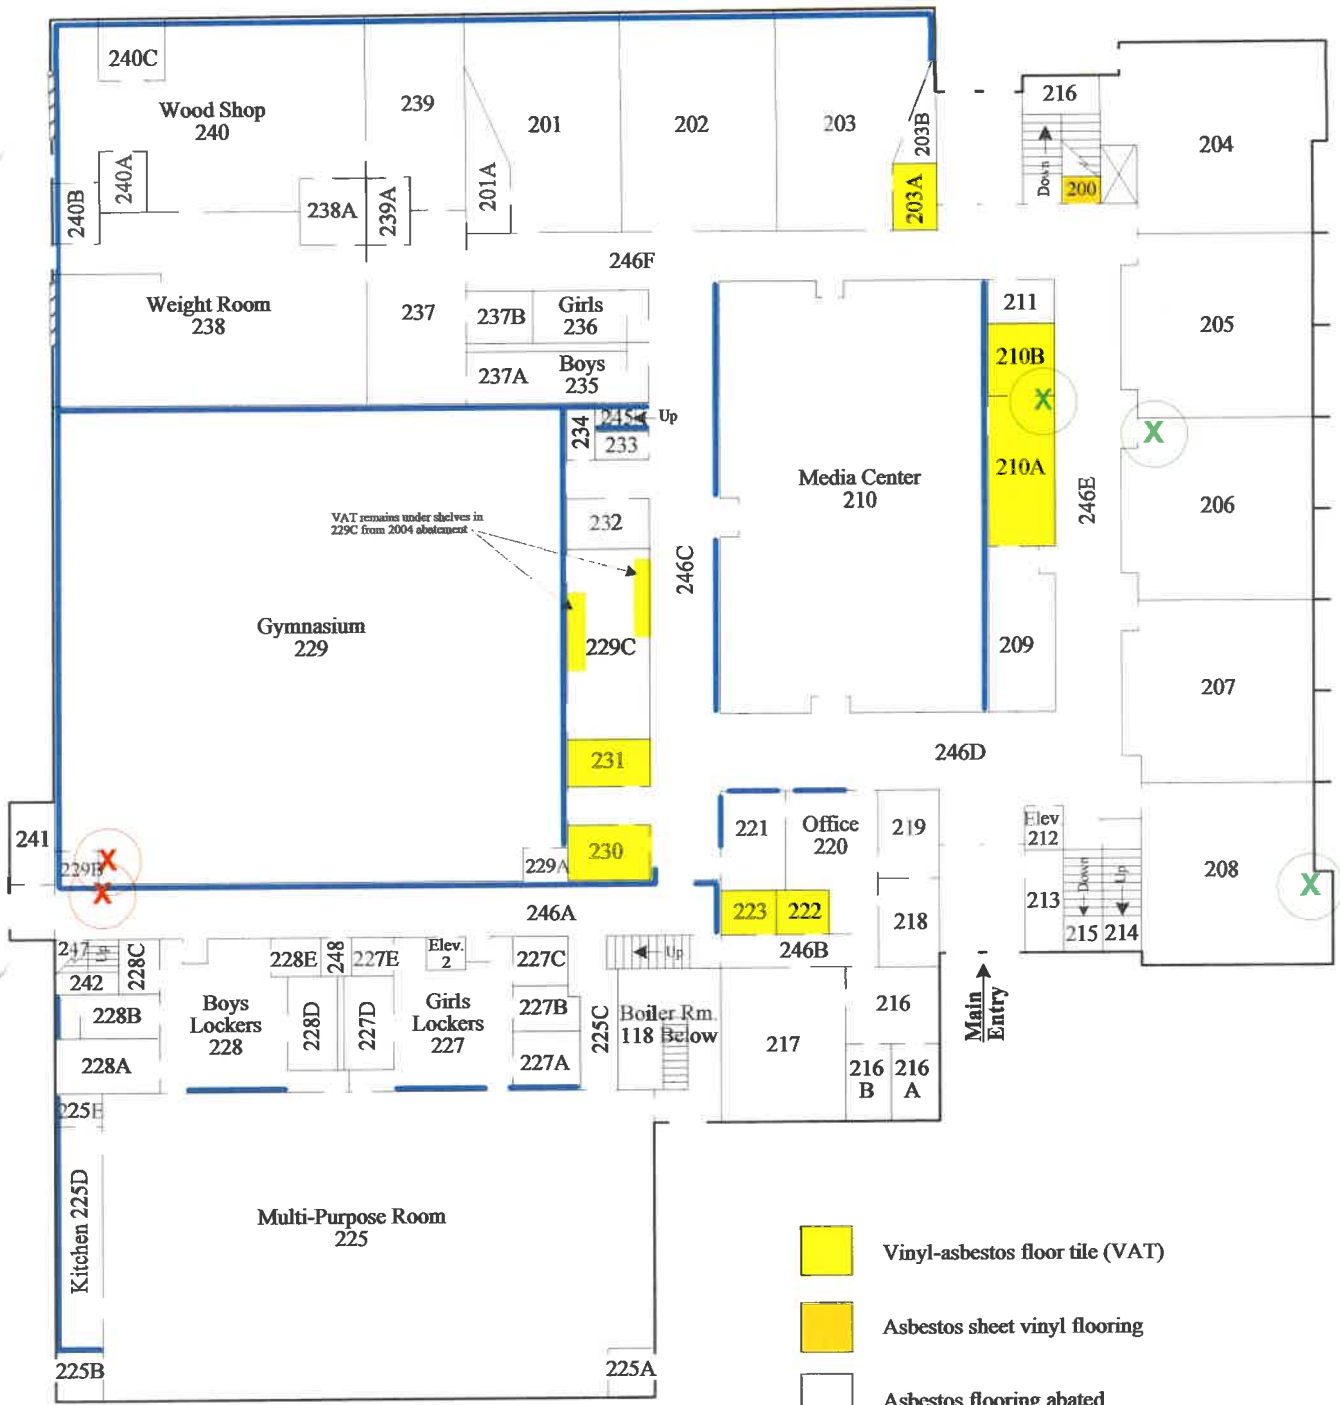 240C
Wood Shop
240
239
201
202
203
203B
216
204
240A
240B
238A
239A
201A
203A
Down
200
246F
Weight Room
238
237
237B
Girls
236
237A
Boys
235
211
210B
205
234
245
Up
233
X
X
210A
Media Center
210
246E
206
VAT remains under shelves in
229C from 2004 abatement
232
246C
Gymnasium
229
229C
209
207
231
246D
241
229B
X
X
229A
230
221
Office
220
219
Elev
212
208
X
246A
223
222
218
213
Down
Up
215
214
247
Up
242
228C
228E
248
227E
Elev.
2
227C
Up
246B
228B
Boys
Lockers
228
228D
227D
Girls
Lockers
227
227B
225C
Boiler Rm.
118 Below
217
216
Main
Entry
228A
227A
216
B
216
A
225E
Kitchen 225D
Multi-Purpose Room
225
225B
225A
Vinyl-asbestos floor tile (VAT)
Asbestos sheet vinyl flooring
Asbestos flooring abated